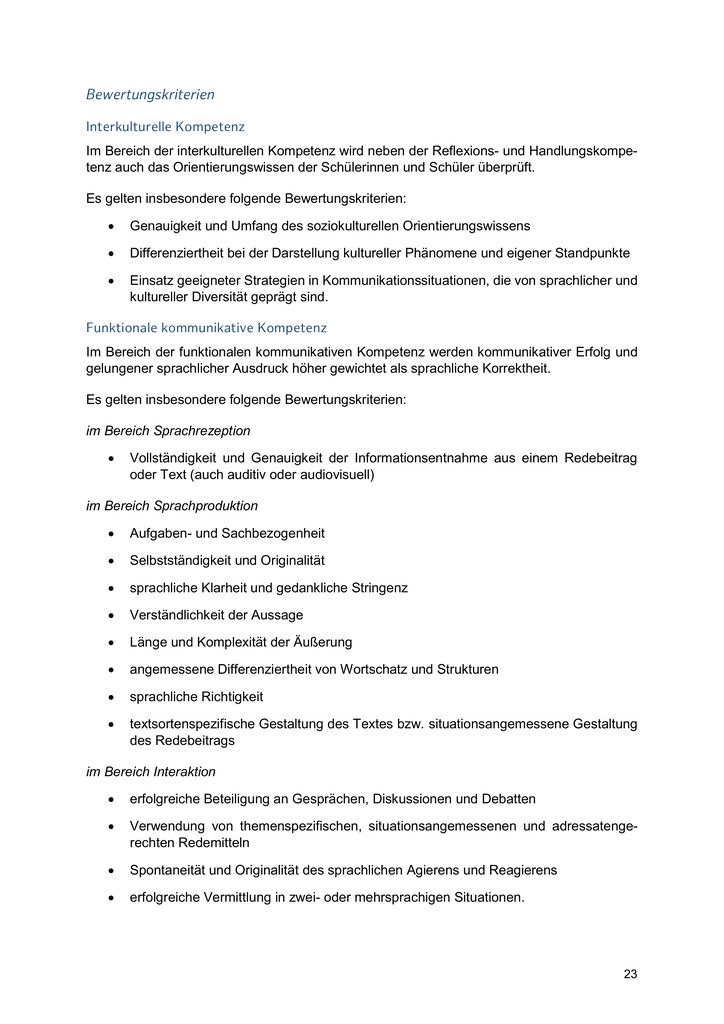 Bewertungskriterien
Interkulturelle Kompetenz
Im Bereich der interkulturellen Kompetenz wird neben der Reflexions- und Handlungskompe-
tenz auch das Orientierungswissen der Schülerinnen und Schüler überprüft.
Es gelten insbesondere folgende Bewertungskriterien:
• Genauigkeit und Umfang des soziokulturellen Orientierungswissens
• Differenziertheit bei der Darstellung kultureller Phänomene und eigener Standpunkte
• Einsatz geeigneter Strategien in Kommunikationssituationen, die von sprachlicher und
kultureller Diversität geprägt sind.
Funktionale kommunikative Kompetenz
Im Bereich der funktionalen kommunikativen Kompetenz werden kommunikativer Erfolg und
gelungener sprachlicher Ausdruck höher gewichtet als sprachliche Korrektheit.
Es gelten insbesondere folgende Bewertungskriterien:
im Bereich Sprachrezeption
• Vollständigkeit und Genauigkeit der Informationsentnahme aus einem Redebeitrag
oder Text (auch auditiv oder audiovisuell)
im Bereich Sprachproduktion
• Aufgaben- und Sachbezogenheit
• Selbstständigkeit und Originalität
• sprachliche Klarheit und gedankliche Stringenz
• Verständlichkeit der Aussage
• Länge und Komplexität der Äußerung
• angemessene Differenziertheit von Wortschatz und Strukturen
• sprachliche Richtigkeit
• textsortenspezifische Gestaltung des Textes bzw. situationsangemessene Gestaltung
des Redebeitrags
im Bereich Interaktion
• erfolgreiche Beteiligung an Gesprächen, Diskussionen und Debatten
• Verwendung von themenspezifischen, situationsangemessenen und adressatenge-
rechten Redemitteln
• Spontaneität und Originalität des sprachlichen Agierens und Reagierens
• erfolgreiche Vermittlung in zwei- oder mehrsprachigen Situationen.
23